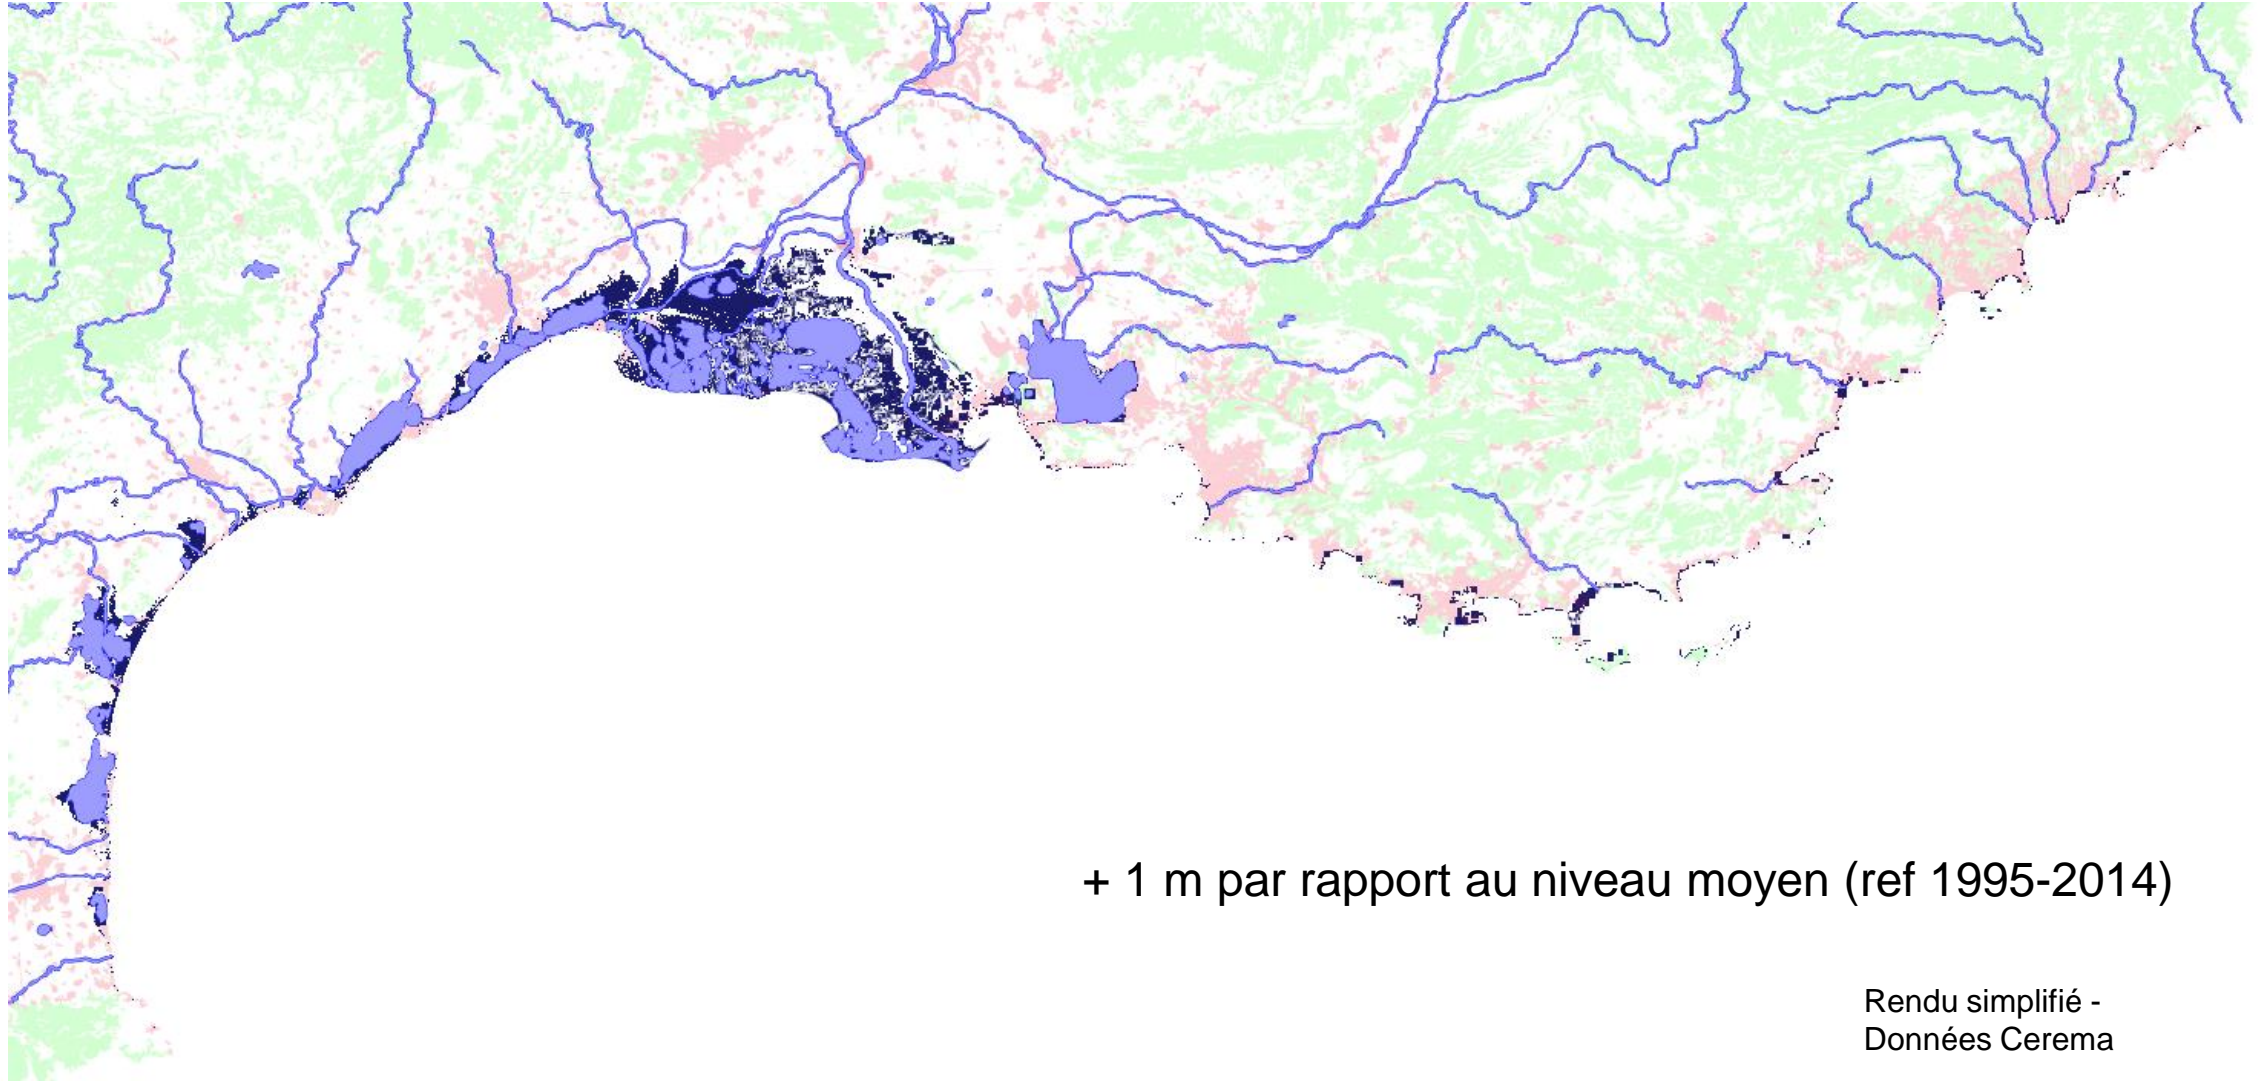 + 1 m par rapport au niveau moyen (ref 1995-2014)
Rendu simplifié -
Données Cerema